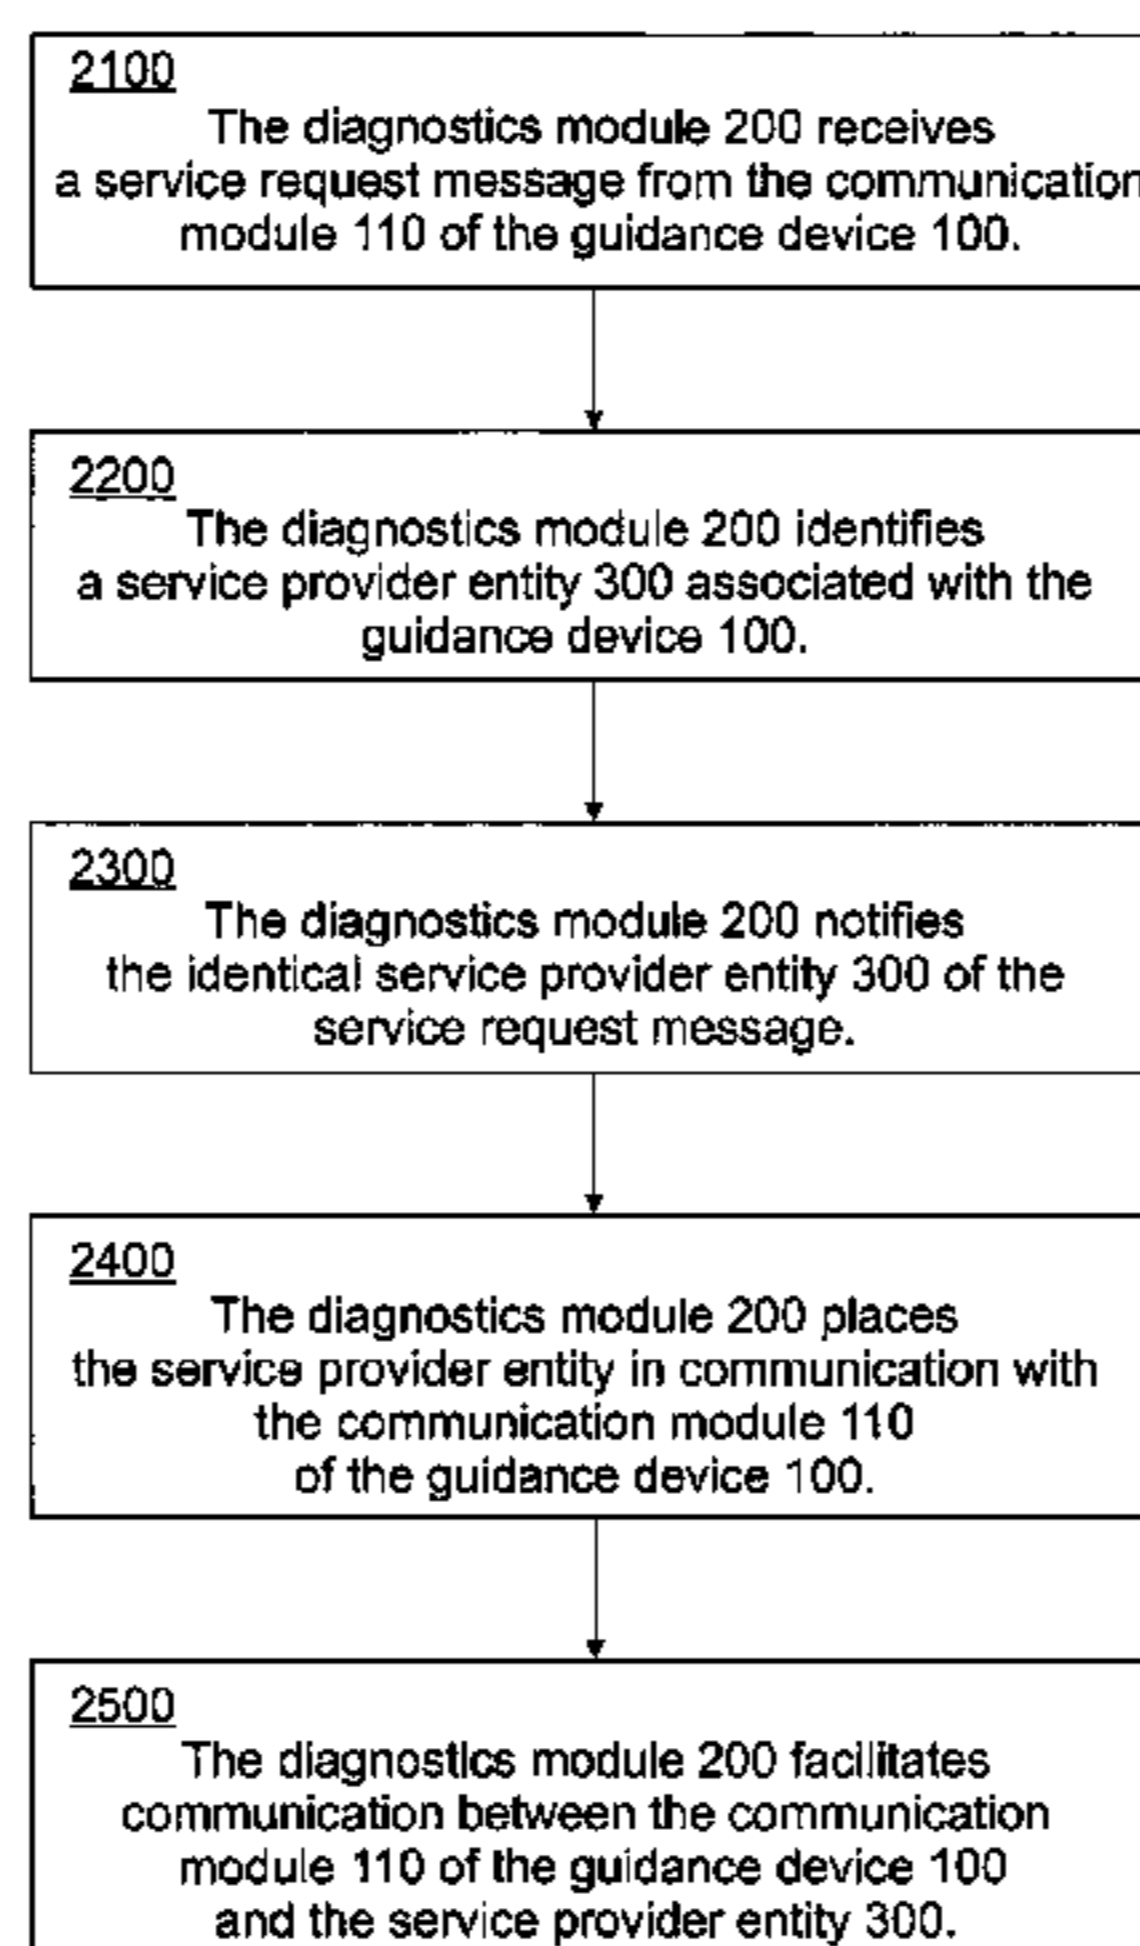 2100
The diagnostics module 200 receives
a service request message from the communication
module 110 of the guidance device 100.
2200
The diagnostics module 200 identifies
a service provider entity 300 associated with the
guidance device 100.
2300
The diagnostics module 200 notifies
the identical service provider entity 300 of the
service request message.
2400
The diagnostics module 200 places
the service provider entity in communication with
the communication module 110
of the guidance device 100.
2500
The diagnostics module 200 facilitates
communication between the communication
module 110 of the guidance device 100
and the service provider entity 300.